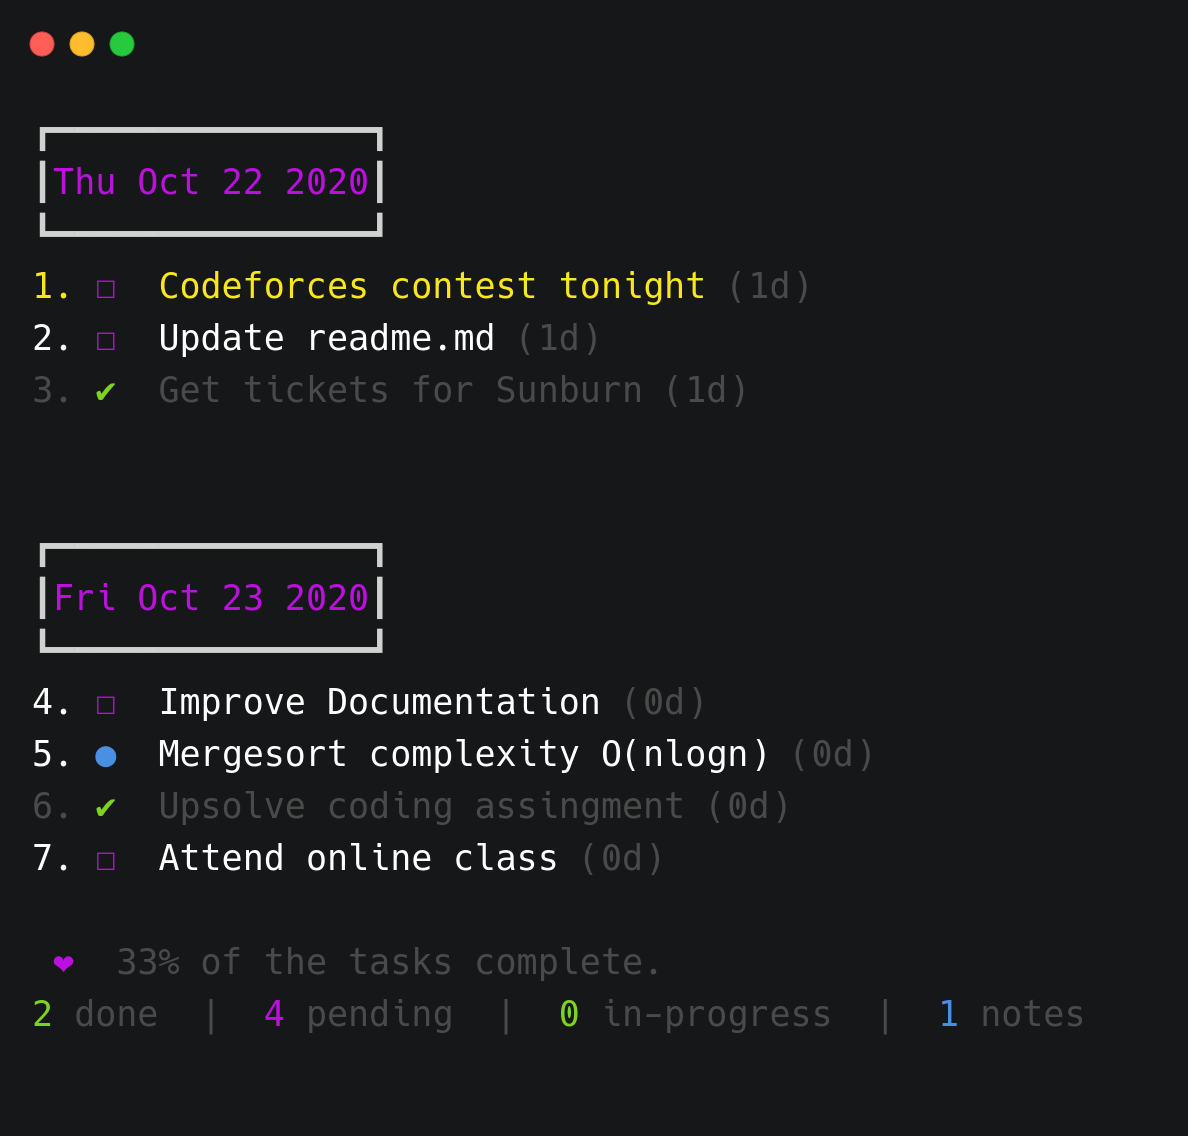 Thu Oct 22 2020
1. ☐ Codeforces contest tonight (1d)
2. ☐ Update readme.md (1d)
3. ✔ Get tickets for Sunburn (1d)
Fri Oct 23 2020
4. ☐ Improve Documentation (0d)
5. ● Mergesort complexity O(nlogn) (0d)
6. ✔ Upsolve coding assingment (0d)
7. ☐ Attend online class (0d)
❤ 33% of the tasks complete.
2 done | 4 pending | 0 in-progress | 1 notes